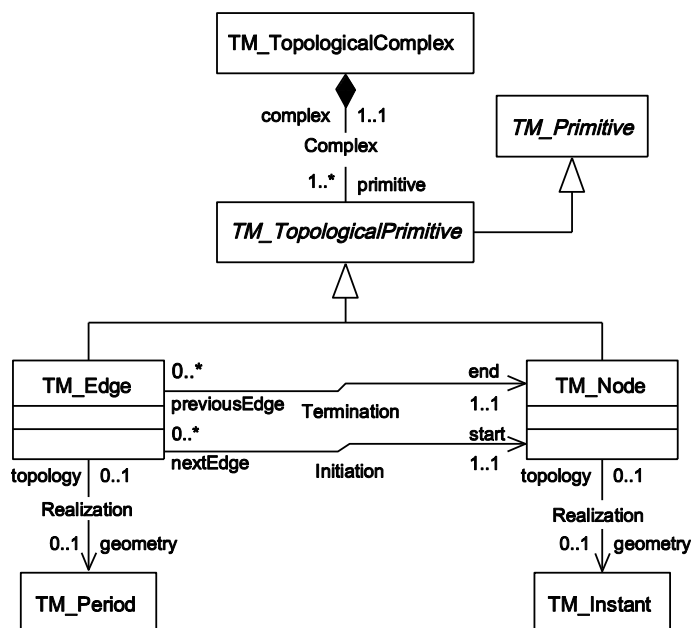 TM_TopologicalComplex
complex 1..1
Complex
1..* primitive
TM_Primitive
TM_TopologicalPrimitive
TM_Edge
0..*
previousEdge
Termination
end
1..1
TM_Node
0..*
nextEdge
Initiation
start
1..1
topology 0..1
Realization
0..1 geometry
TM_Period
topology 0..1
Realization
0..1 geometry
TM_Instant